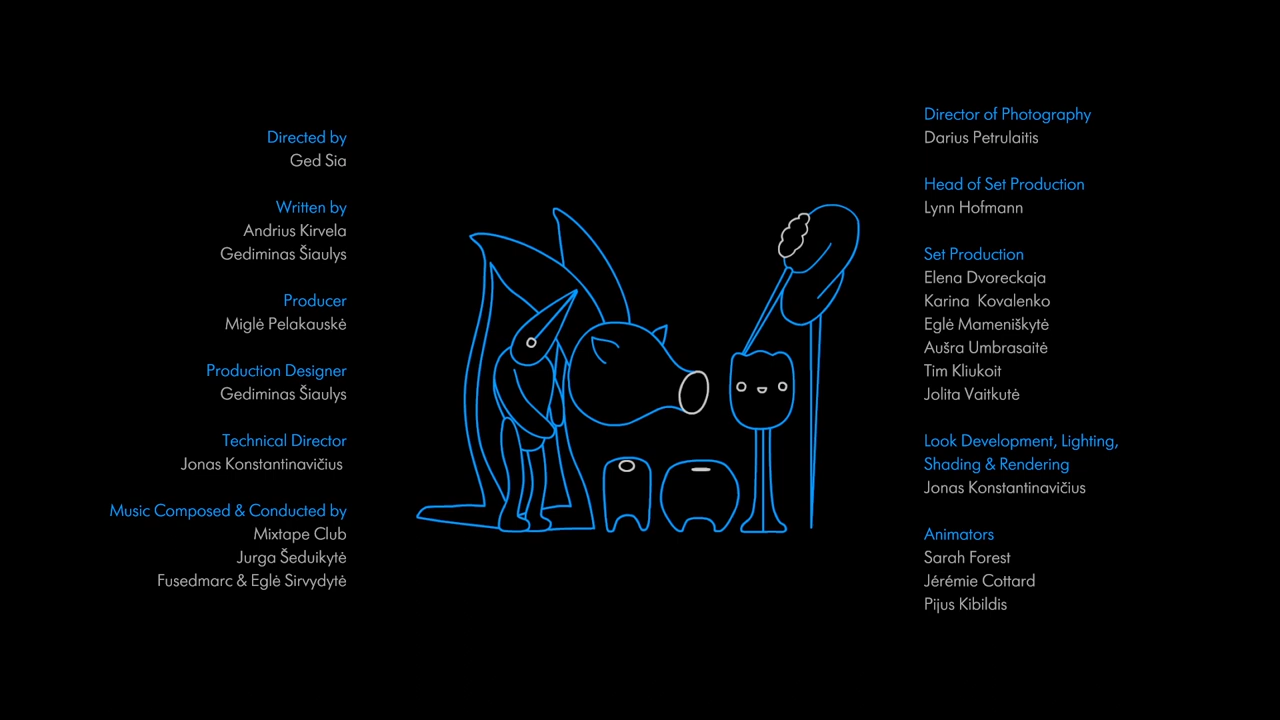 Directed by
Ged Sia
Written by
Andrius Kirvela
Gediminas Šiaulys
Producer
Miglė Pelakauskė
Production Designer
Gediminas Šiaulys
Technical Director
Jonas Konstantinavičius
Music Composed & Conducted by
Mixtape Club
Jurga Šeduikytė
Fusedmarc & Eglė Sirvydytė
Director of Photography
Darius Petrulaitis
Head of Set Production
Lynn Hofmann
Set Production
Elena Dvoreckaja
Karina Kovalenko
Eglė Mameniškytė
Aušra Umbrasaitė
Tim Kliukoit
Jolita Vaitkutė
Look Development, Lighting,
Shading & Rendering
Jonas Konstantinavičius
Animators
Sarah Forest
Jérémie Cottard
Pijus Kibildis